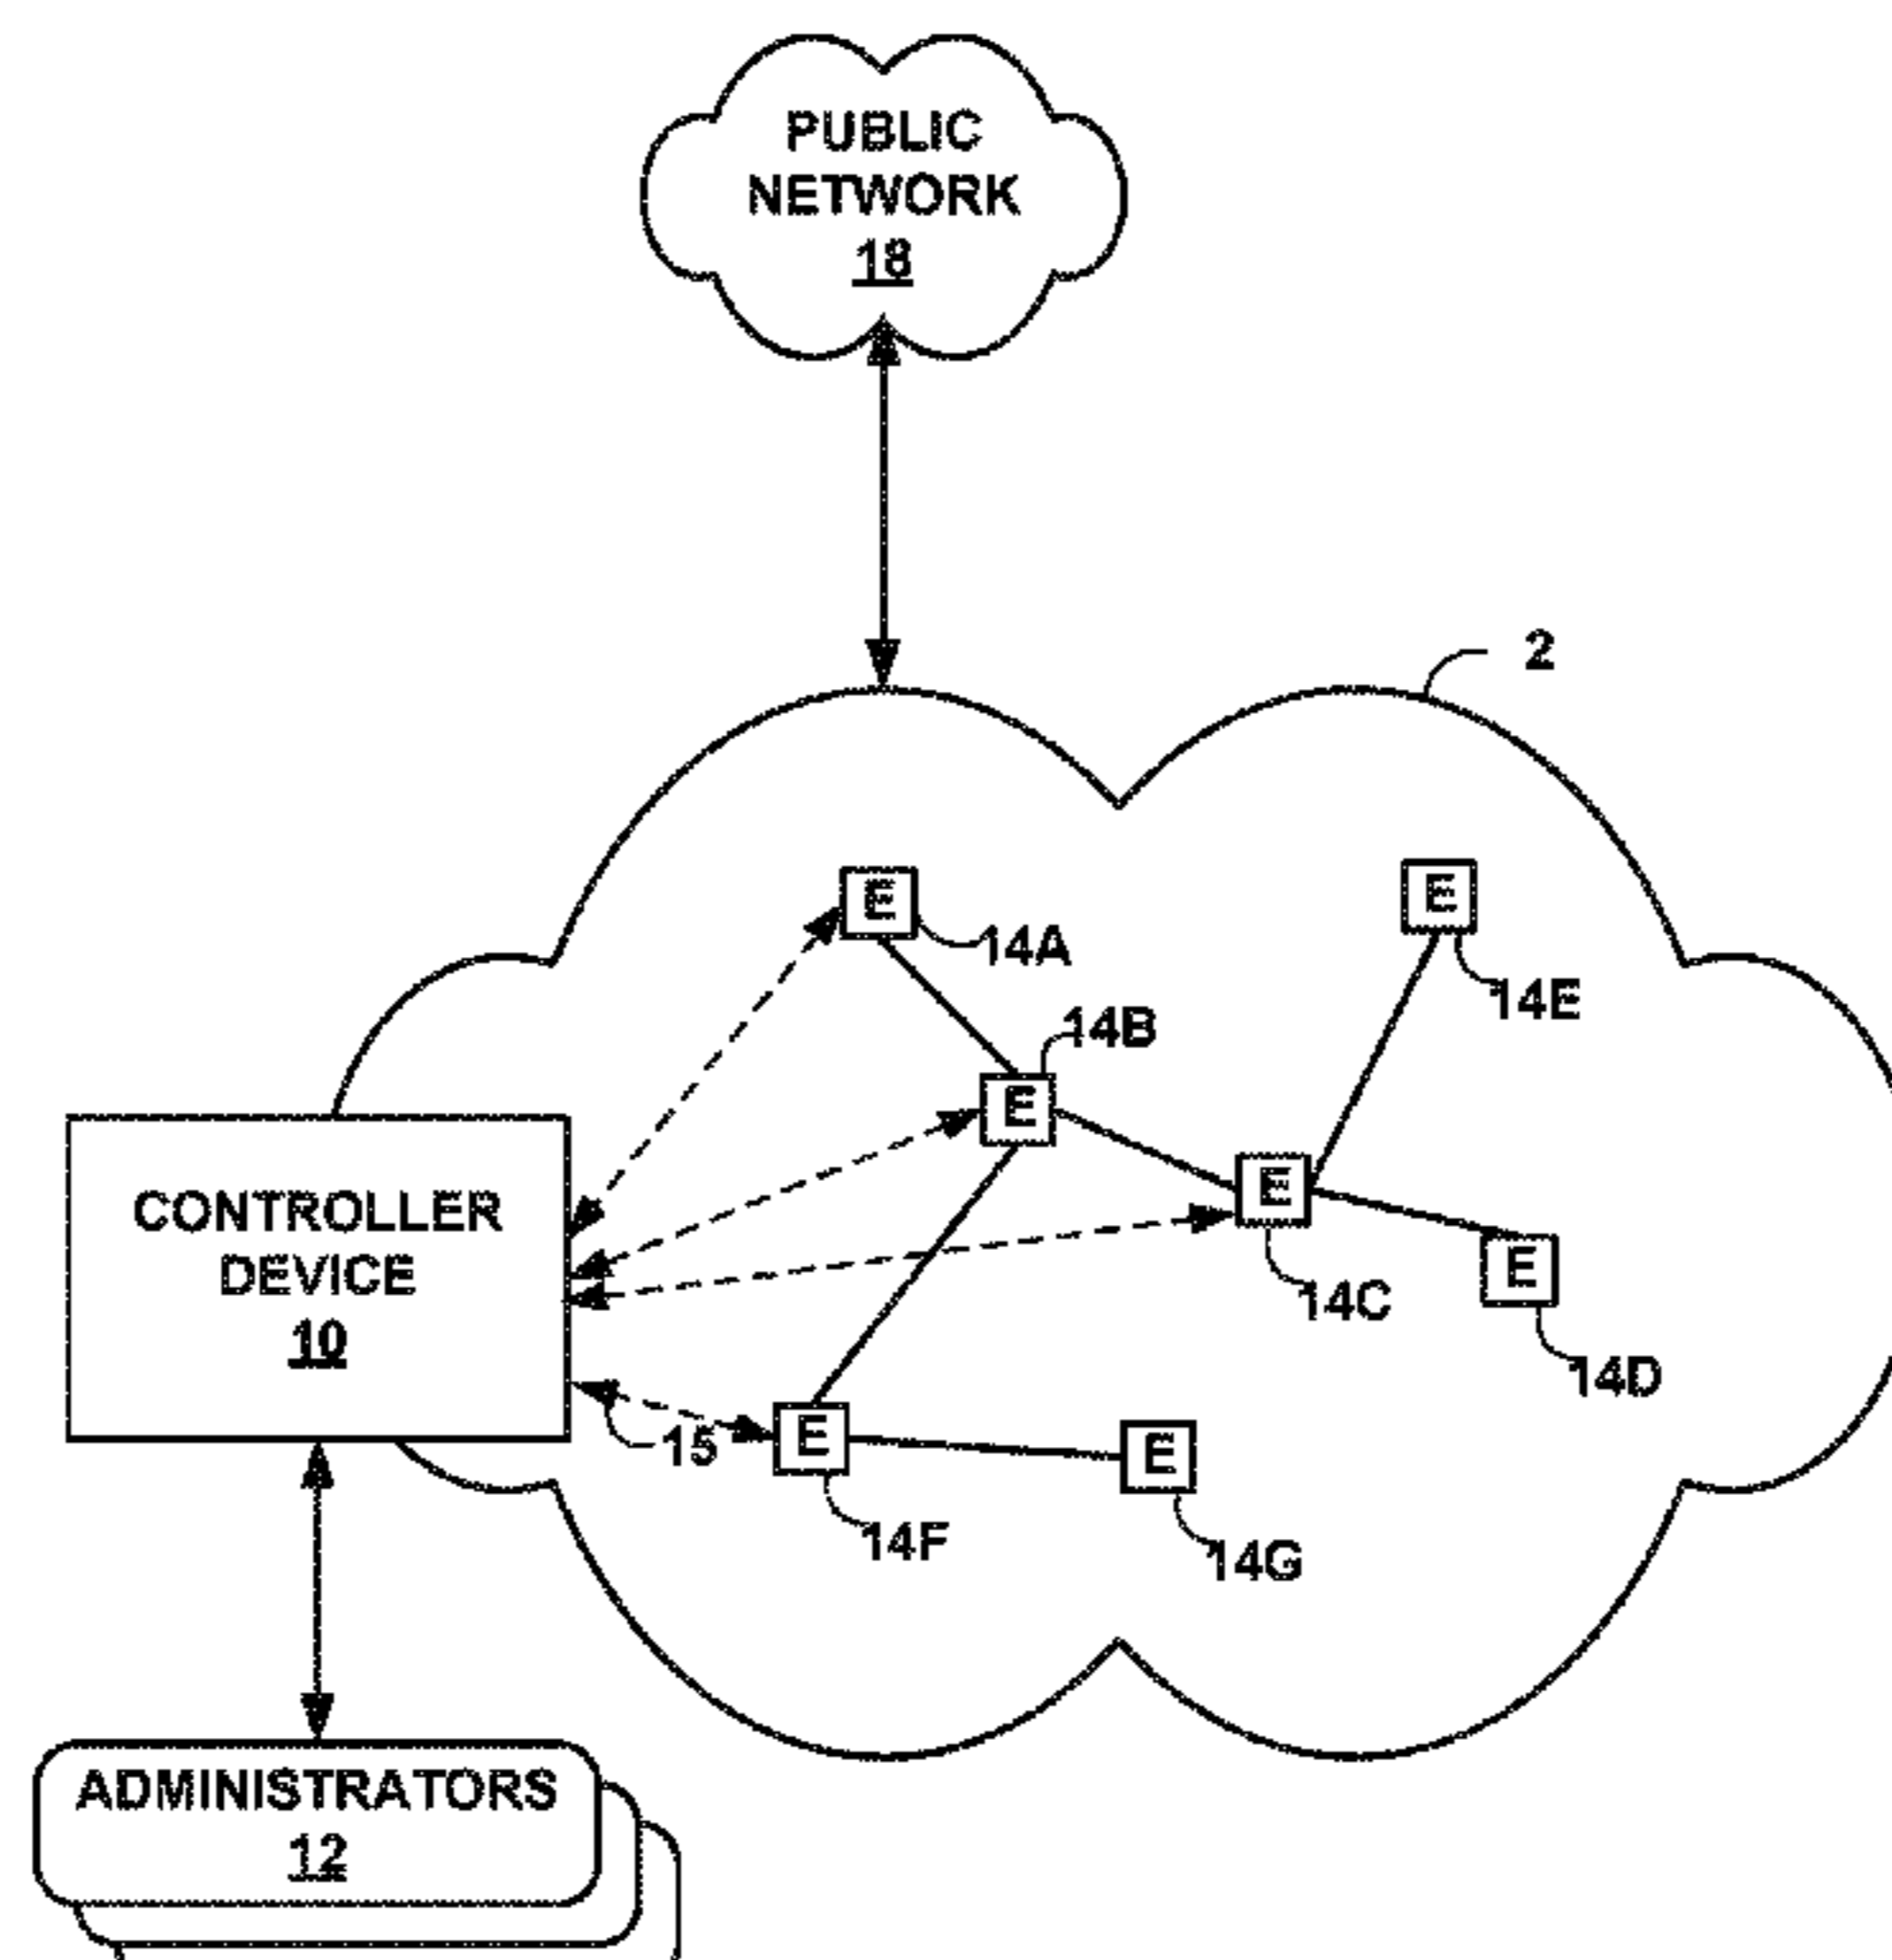 PUBLIC
NETWORK
18
2
E
14A
E
14E
14B
E
E
14C
E
14D
CONTROLLER
DEVICE
10
15
E
14F
E
14G
ADMINISTRATORS
12